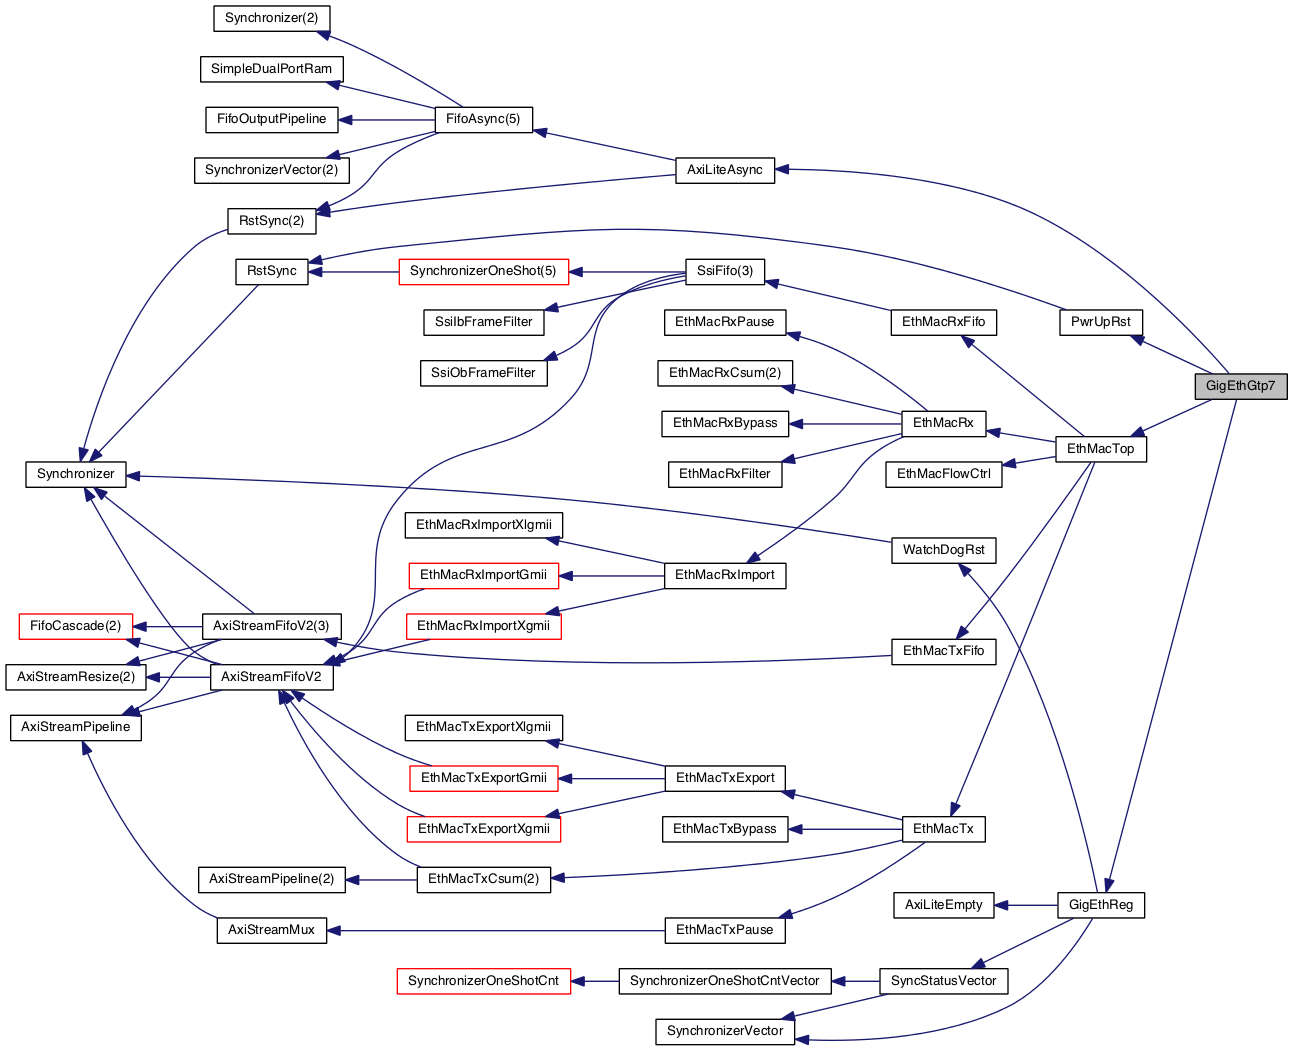 Synchronizer(2)
SimpleDualPortRam
FifoOutputPipeline
FifoAsync(5)
SynchronizerVector(2)
AxiLiteAsync
RstSync(2)
RstSync
SynchronizerOneShot(5)
SsiFifo(3)
SsiIbFrameFilter
EthMacRxPause
EthMacRxFifo
PwrUpRst
SsiObFrameFilter
EthMacRxCsum(2)
GigEthGtp7
EthMacRxBypass
EthMacRx
EthMacTop
Synchronizer
EthMacRxFilter
EthMacFlowCtrl
EthMacRxImportXlgmii
WatchDogRst
EthMacRxImportGmii
EthMacRxImport
FifoCascade(2)
AxiStreamFifoV2(3)
EthMacRxImportXgmii
EthMacTxFifo
AxiStreamResize(2)
AxiStreamFifoV2
AxiStreamPipeline
EthMacTxExportXlgmii
EthMacTxExportGmii
EthMacTxExport
EthMacTxExportXgmii
EthMacTxBypass
EthMacTx
AxiStreamPipeline(2)
EthMacTxCsum(2)
AxiLiteEmpty
GigEthReg
AxiStreamMux
EthMacTxPause
SynchronizerOneShotCnt
SynchronizerOneShotCntVector
SyncStatusVector
SynchronizerVector